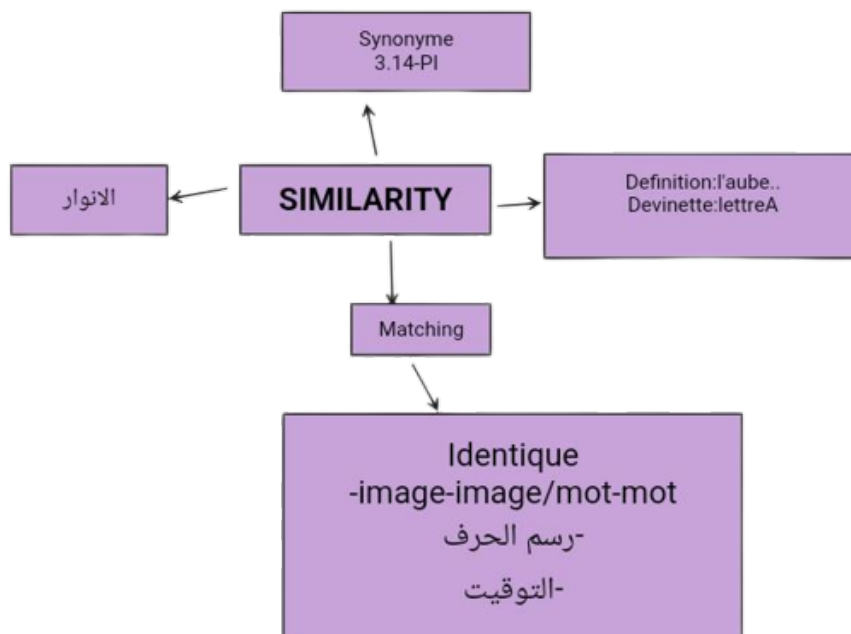 Synonyme
3.14-PI
الانوار
SIMILARITY
Definition:l'aube..
Devinette:lettreA
Matching
Identique
-image-image/mot-mot
-رسم الحرف
-التوقيت